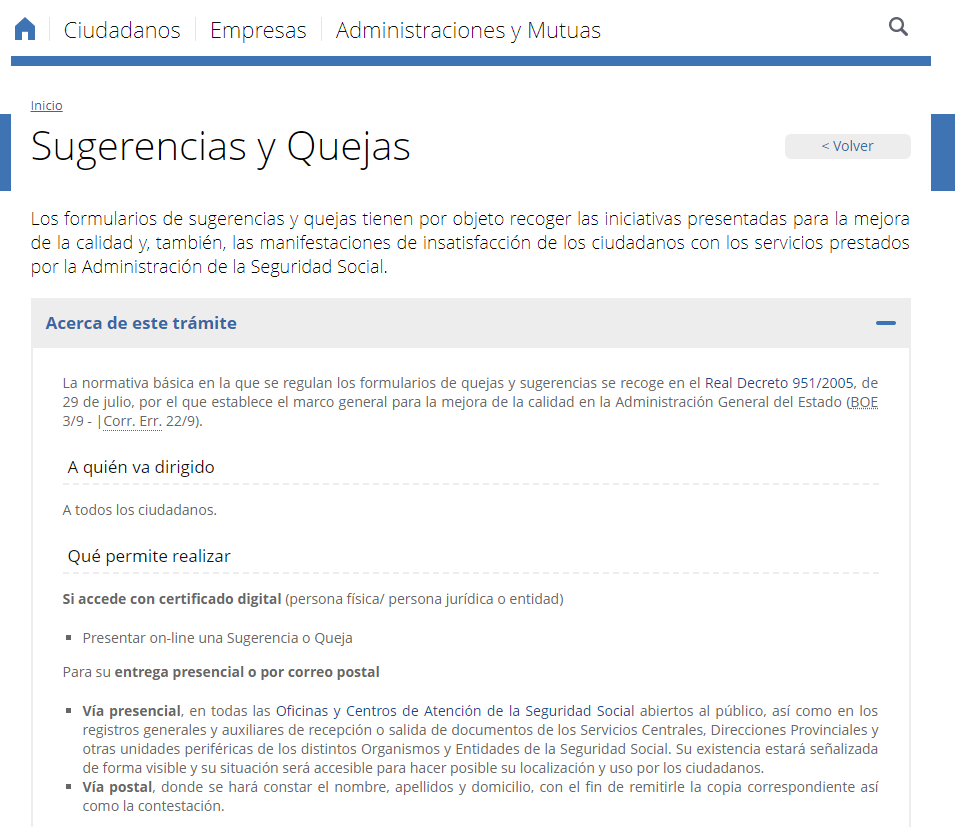 Ciudadanos Empresas Administraciones y Mutuas
Inicio
Sugerencias y Quejas
< Volver
Los formularios de sugerencias y quejas tienen por objeto recoger las iniciativas presentadas para la mejora
de la calidad y, también, las manifestaciones de insatisfacción de los ciudadanos con los servicios prestados
por la Administración de la Seguridad Social.
Acerca de este trámite
La normativa básica en la que se regulan los formularios de quejas y sugerencias se recoge en el Real Decreto 951/2005, de
29 de julio, por el que establece el marco general para la mejora de la calidad en la Administración General del Estado (BOE
3/9 - |Corr. Err. 22/9).
A quién va dirigido
A todos los ciudadanos.
Qué permite realizar
Si accede con certificado digital (persona física/ persona jurídica o entidad)
▪ Presentar on-line una Sugerencia o Queja
Para su entrega presencial o por correo postal
▪ Vía presencial, en todas las Oficinas y Centros de Atención de la Seguridad Social abiertos al público, así como en los
registros generales y auxiliares de recepción o salida de documentos de los Servicios Centrales, Direcciones Provinciales y
otras unidades periféricas de los distintos Organismos y Entidades de la Seguridad Social. Su existencia estará señalizada
de forma visible y su situación será accesible para hacer posible su localización y uso por los ciudadanos.
▪ Vía postal, donde se hará constar el nombre, apellidos y domicilio, con el fin de remitirle la copia correspondiente así
como la contestación.